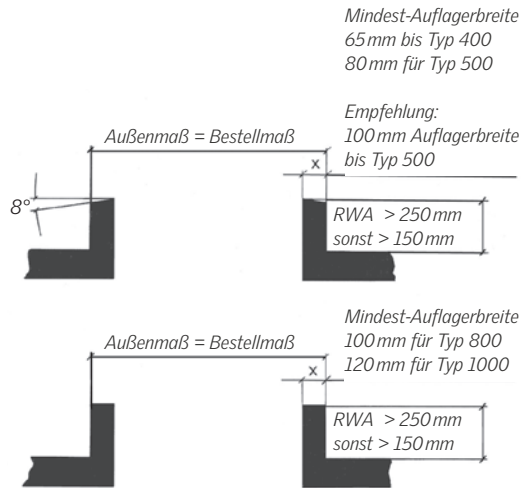 Mindest-Auflagerbreite
65 mm bis Typ 400
80 mm für Typ 500
Empfehlung:
100 mm Auflagerbreite
bis Typ 500
Außenmaß = Bestellmaß
x
8°
RWA > 250 mm
sonst > 150 mm
Mindest-Auflagerbreite
100 mm für Typ 800
120 mm für Typ 1000
Außenmaß = Bestellmaß
x
RWA > 250 mm
sonst > 150 mm